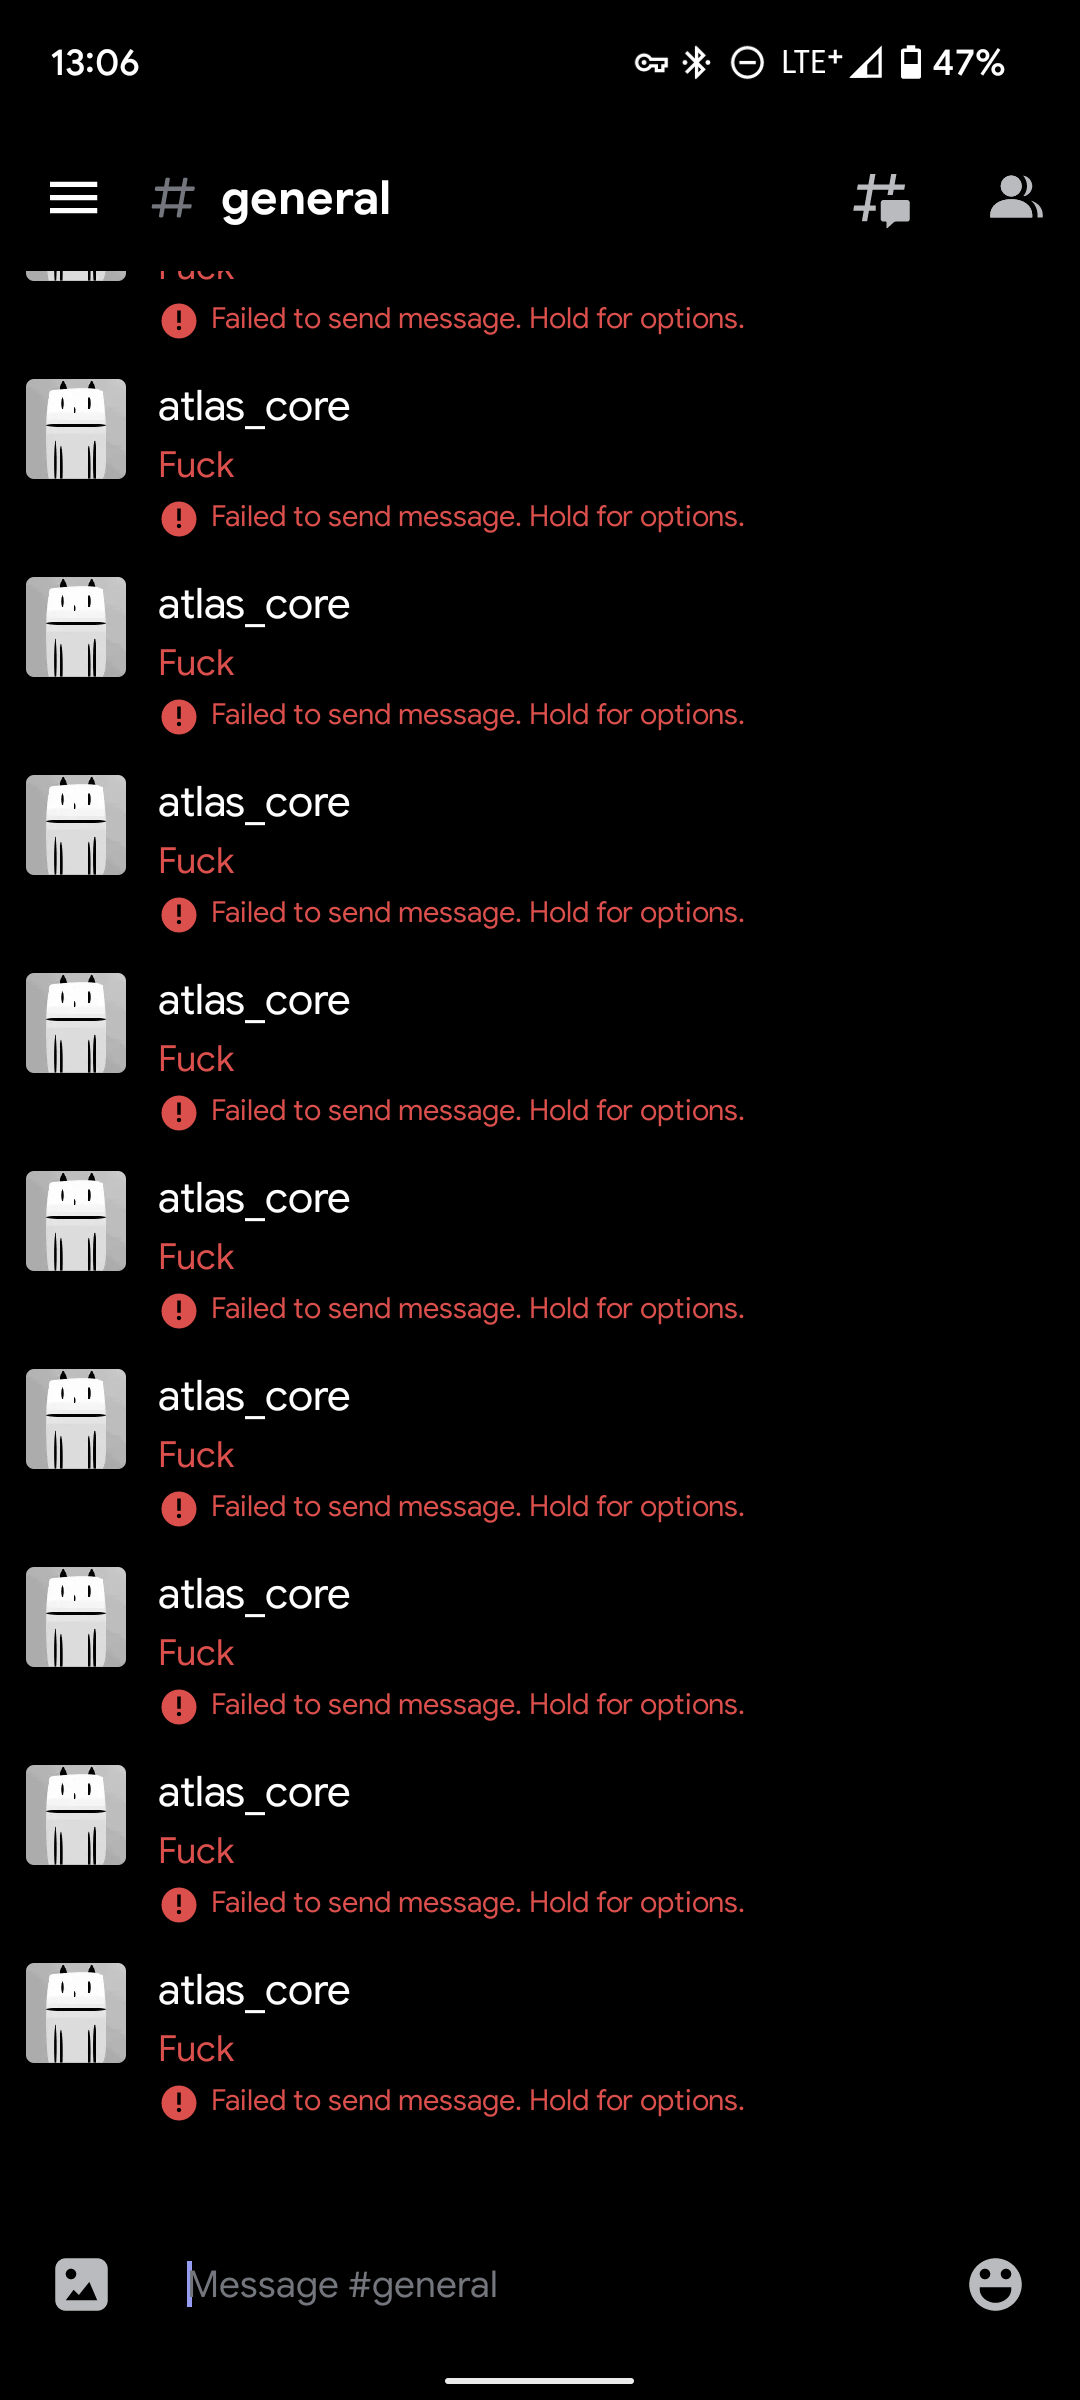 13:06 LTE+ 47%
# general
Fuck
Failed to send message. Hold for options.
atlas_core
Fuck
Failed to send message. Hold for options.
atlas_core
Fuck
Failed to send message. Hold for options.
atlas_core
Fuck
Failed to send message. Hold for options.
atlas_core
Fuck
Failed to send message. Hold for options.
atlas_core
Fuck
Failed to send message. Hold for options.
atlas_core
Fuck
Failed to send message. Hold for options.
atlas_core
Fuck
Failed to send message. Hold for options.
atlas_core
Fuck
Failed to send message. Hold for options.
atlas_core
Fuck
Failed to send message. Hold for options.
Message #general